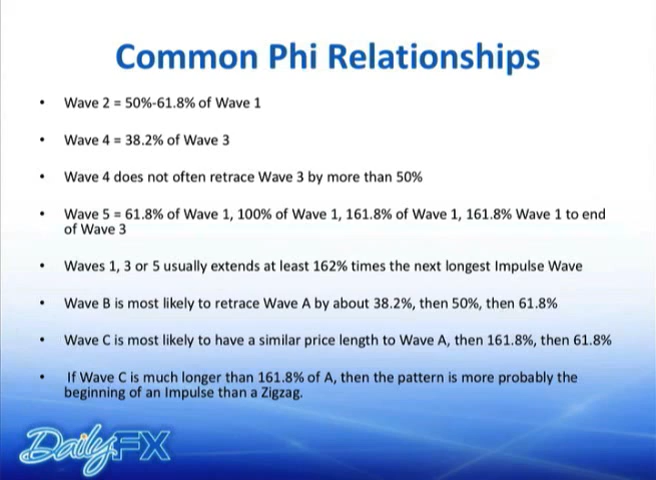 Common Phi Relationships
• Wave 2 = 50%-61.8% of Wave 1
• Wave 4 = 38.2% of Wave 3
• Wave 4 does not often retrace Wave 3 by more than 50%
• Wave 5 = 61.8% of Wave 1, 100% of Wave 1, 161.8% of Wave 1, 161.8% Wave 1 to end
of Wave 3
• Waves 1, 3 or 5 usually extends at least 162% times the next longest Impulse Wave
• Wave B is most likely to retrace Wave A by about 38.2%, then 50%, then 61.8%
• Wave C is most likely to have a similar price length to Wave A, then 161.8%, then 61.8%
• If Wave C is much longer than 161.8% of A, then the pattern is more probably the
beginning of an Impulse than a Zigzag.
DailyFX